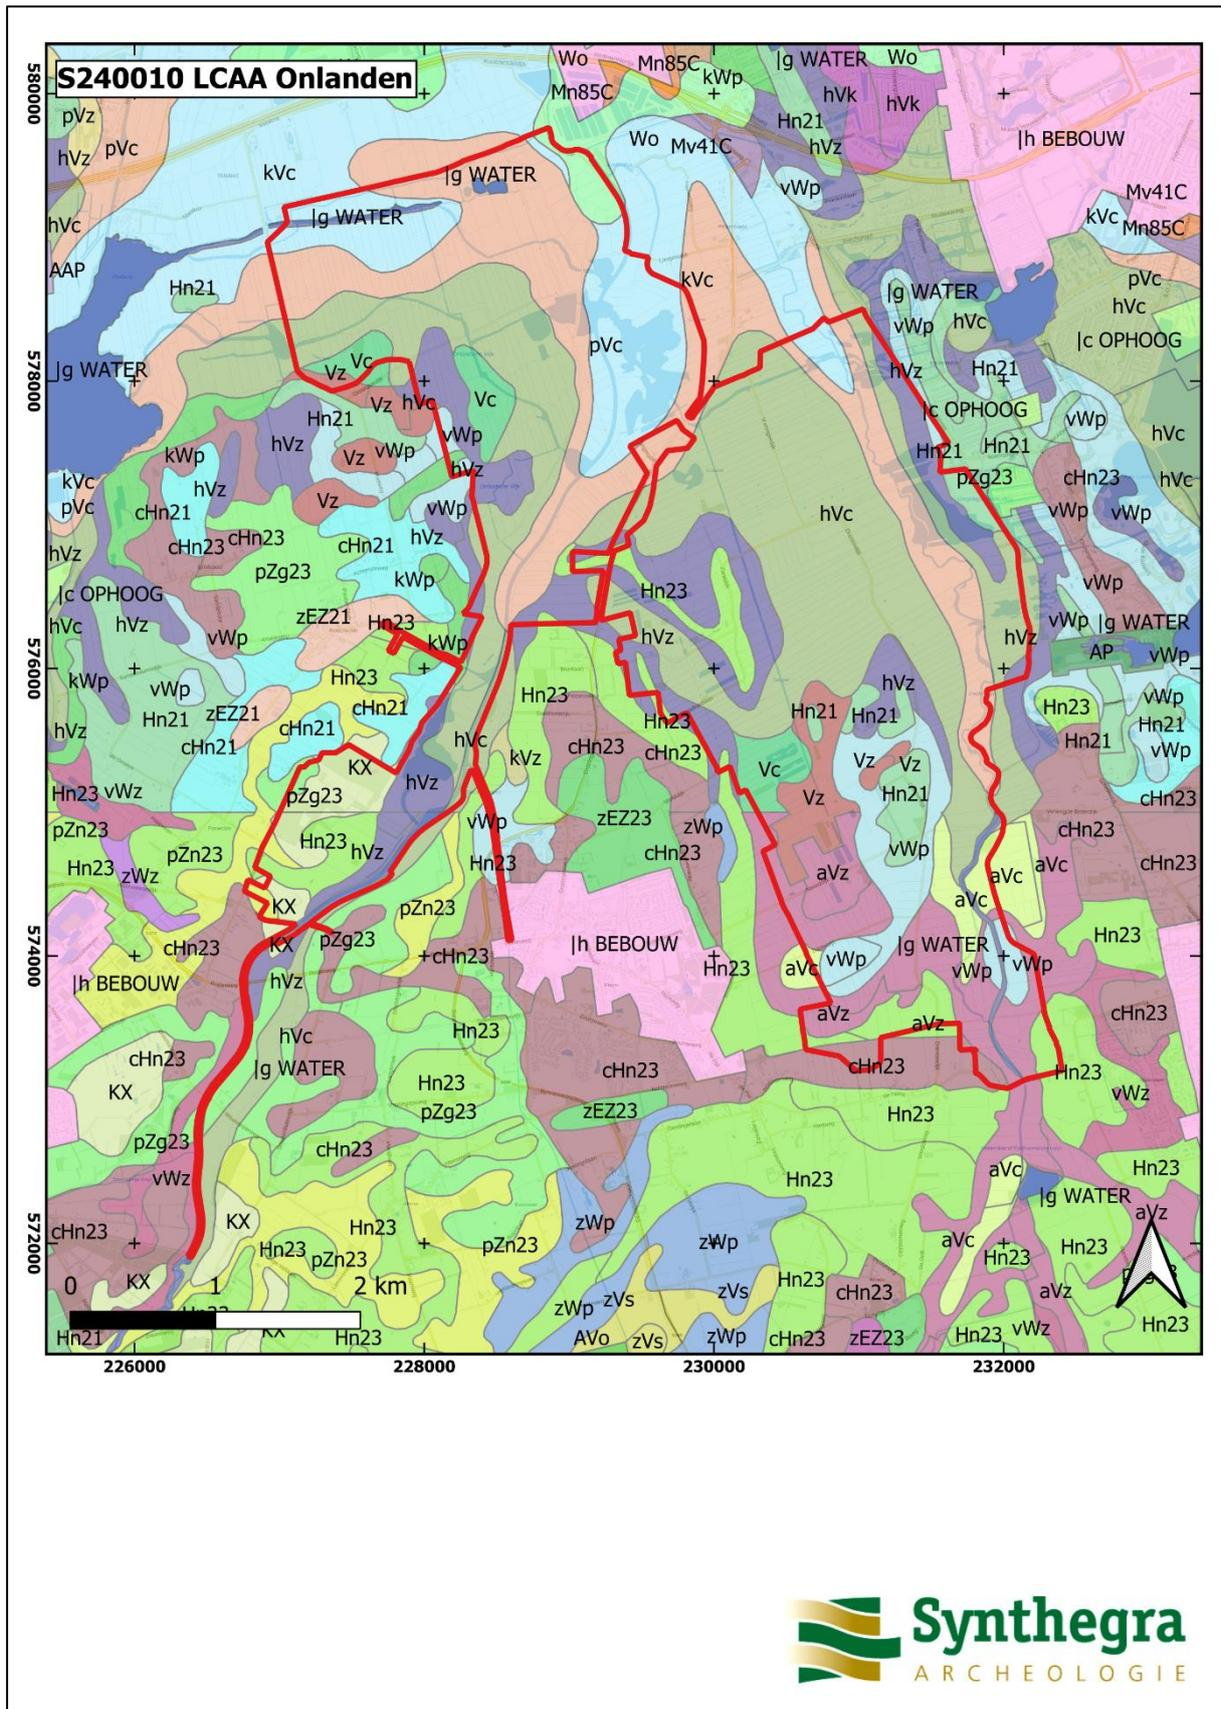 S240010 LCAA Onlanden
Wo
Mn85C
kWp
|g WATER
Wo
Mn85C
hVk
hVk
pVz
Hn21
|h BEBOUW
pVc
hVz
Wo
Mv41C
hVz
kVc
|g WATER
vWp
Mv41C
hVc
|g WATER
kVc
Mn85C
AAP
Hn21
kVc
pVc
|g WATER
hVc
vWp
hVc
|c OPHOOG
pVc
|g WATER
Vc
hVz
Hn21
Vz
Vz
hVc
Vc
|c OPHOOG
Hn21
vWp
hVz
vWp
Hn21
Hn21
hVc
kWp
Vz
vWp
hVz
pZg23
cHn23
hVc
kVc
hVz
pVc
Vz
vWp
vWp
vWp
cHn21
hVc
cHn23
cHn23
cHn21
hVz
hVz
pZg23
kWp
vWp
|c OPHOOG
Hn23
hVc
hVz
zEZ21
Hn23
vWp
|g WATER
vWp
kWp
hVz
hVz
AP
vWp
kWp
Hn23
vWp
hVz
vWp
Hn21
zEZ21
cHn21
Hn23
Hn21
Hn21
Hn23
Hn21
hVz
cHn21
cHn21
hVc
cHn23
Hn23
cHn23
Hn21
vWp
KX
hVz
kVz
Vc
Vz
Vz
Hn23
vWz
pZg23
Vz
Hn21
cHn23
pZn23
vWp
zEZ23
zWp
cHn23
Hn23
hVz
cHn23
vWp
Hn23
pZn23
Hn23
aVc
cHn23
zWz
aVz
aVc
KX
pZn23
aVc
pZg23
cHn23
KX
cHn23
|h BEBOUW
|g WATER
Hn23
|h BEBOUW
hVz
Hn23
aVc
vWp
vWp
vWp
hVc
Hn23
aVz
aVz
cHn23
cHn23
|g WATER
cHn23
cHn23
Hn23
KX
Hn23
pZg23
zEZ23
Hn23
vWz
pZg23
cHn23
vWz
Hn23
aVc
Hn23
|g WATER
cHn23
KX
Hn23
zWp
aVz
Hn23
pZn23
pZn23
zWp
aVc
Hn23
Hn23
KX
Hn23
cHn23
aVz
zWp
zVs
zVs
Hn21
KX
Hn23
AVo
zVs
zWp
cHn23
zEZ23
Hn23
vWz
Hn23
0 1 2 km
580000
578000
576000
574000
572000
226000 228000 230000 232000
Synthegra
ARCHEOLOGIE